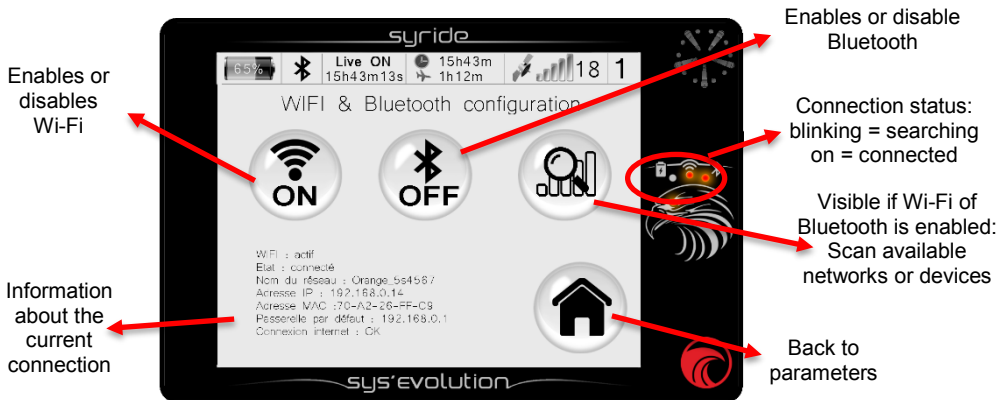 Enables or disable
Bluetooth
syride
65%
Live ON
15h43m13s
15h43m
1h12m
18
1
Enables or
disables
Wi-Fi
WIFI & Bluetooth configuration
Connection status:
blinking = searching
on = connected
ON
OFF
Visible if Wi-Fi of
Bluetooth is enabled:
Scan available
networks or devices
WIFI : actif
Etat : connecté
Nom du réseau : Orange_5s4567
Acresse IP : 192.168.0.14
Acresse MAC :70-A2-26-FF-C9
Passerelle par défaut : 192.168.0.1
Connexion internet : OK
Information
about the
current
connection
Back to
parameters
sys'evolution